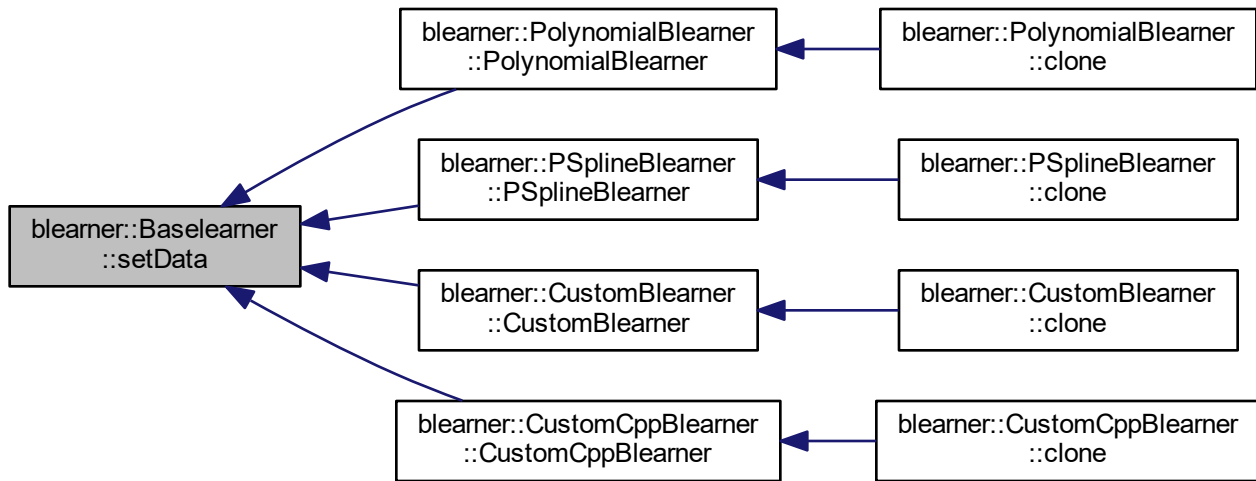 blearner::PolynomialBlearner
::PolynomialBlearner
blearner::PolynomialBlearner
::clone
blearner::PSplineBlearner
::PSplineBlearner
blearner::PSplineBlearner
::clone
blearner::Baselearner
::setData
blearner::CustomBlearner
::CustomBlearner
blearner::CustomBlearner
::clone
blearner::CustomCppBlearner
::CustomCppBlearner
blearner::CustomCppBlearner
::clone